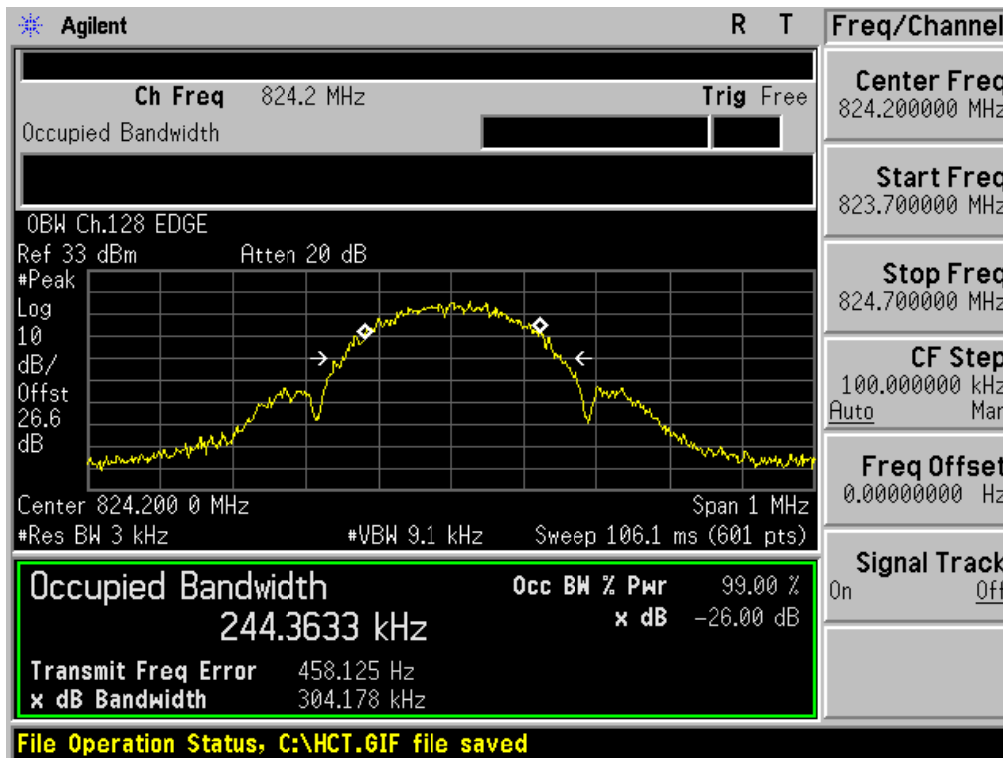 Agilent R T
Freq/Channel
Ch Freq 824.2 MHz Trig Free
Occupied Bandwidth
Center Freq
824.200000 MHz
Start Freq
823.700000 MHz
Stop Freq
824.700000 MHz
CF Step
100.000000 kHz
Auto Man
Freq Offset
0.00000000 Hz
Signal Track
On Off
OBW Ch.128 EDGE
Ref 33 dBm Atten 20 dB
#Peak
Log
10
dB/
Offst
26.6
dB
Center 824.200 0 MHz Span 1 MHz
#Res BW 3 kHz #VBW 9.1 kHz Sweep 106.1 ms (601 pts)
Occupied Bandwidth
244.3633 kHz
Occ BW % Pwr 99.00 %
x dB -26.00 dB
Transmit Freq Error 458.125 Hz
x dB Bandwidth 304.178 kHz
File Operation Status, C:\HCT.GIF file saved